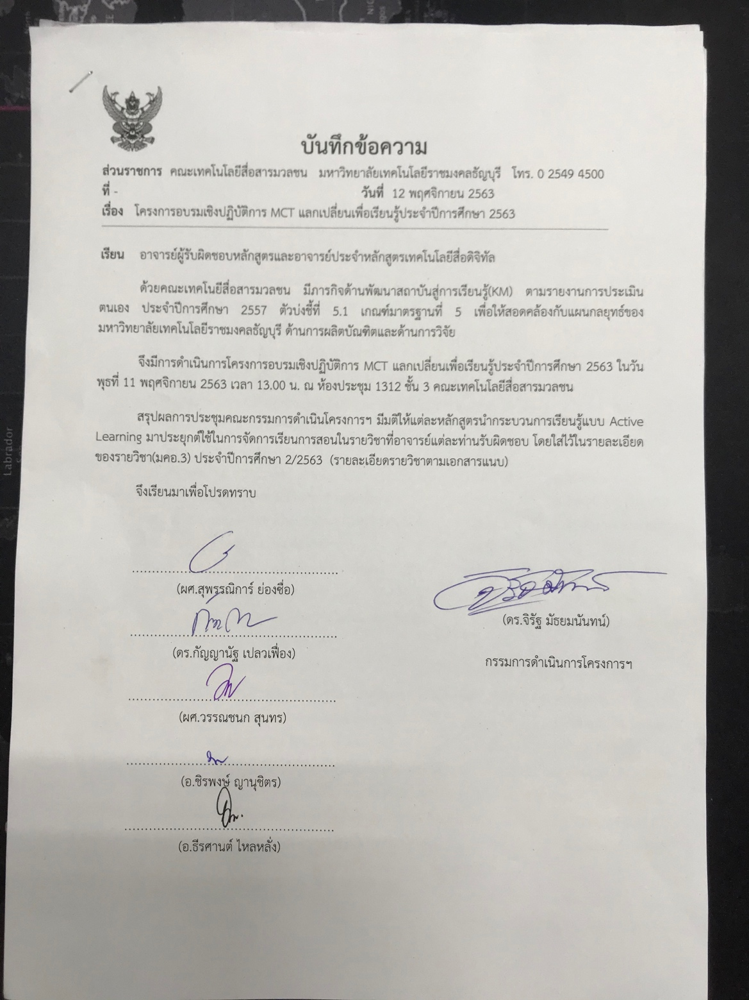 บันทึกข้อความ
ส่วนราชการ คณะเทคโนโลยีสื่อสารมวลชน มหาวิทยาลัยเทคโนโลยีราชมงคลธัญบุรี โทร. 0 2549 4500
ที่ - วันที่ 12 พฤศจิกายน 2563
เรื่อง โครงการอบรมเชิงปฏิบัติการ MCT แลกเปลี่ยนเพื่อเรียนรู้ประจำปีการศึกษา 2563
เรียน อาจารย์ผู้รับผิดชอบหลักสูตรและอาจารย์ประจำหลักสูตรเทคโนโลยีสื่อดิจิทัล
ด้วยคณะเทคโนยีสื่อสารมวลชน มีภารกิจด้านพัฒนาสถาบันสู่การเรียนรู้(KM) ตามรายงานการประเมิน
ตนเอง ประจำปีการศึกษา 2557 ตัวบ่งชี้ที่ 5.1 เกณฑ์มาตรฐานที่ 5 เพื่อให้สอดคล้องกับแผนกลยุทธ์ของ
มหาวิทยาลัยเทคโนโลยีราชมงคลธัญบุรี ด้านการผลิตบัณฑิตและด้านการวิจัย
จึงมีการดำเนินการโครงการอบรมเชิงปฏิบัติการ MCT แลกเปลี่ยนเพื่อเรียนรู้ประจำปีการศึกษา 2563 ในวัน
พุธที่ 11 พฤศจิกายน 2563 เวลา 13.00 น. ณ ห้องประชุม 1312 ชั้น 3 คณะเทคโนโลยีสื่อสารมวลชน
สรุปผลการประชุมคณะกรรมการดำเนินโครงการฯ มีมติให้แต่ละหลักสูตรนำกระบวนการเรียนรู้แบบ Active
Learning มาประยุกต์ใช้ในการจัดการเรียนการสอนในรายวิชาที่อาจารย์แต่ละท่านรับผิดชอบ โดยใส่ไว้ในรายละเอียด
ของรายวิชา(มคอ.3) ประจำปีการศึกษา 2/2563 (รายละเอียดรายวิชาตามเอกสารแนบ)
จึงเรียนมาเพื่อโปรดทราบ
(ผศ.สุพรรณิการ์ ย่องซื่อ)
(ดร.จิรัฐ มัธยมนันทน์)
(ดร.กัญญานัฐ เปลวเฟื่อง)
กรรมการดำเนินการโครงการฯ
(ผศ.วรรณชนก สุนทร)
(อ.ชิรพงษ์ ญานุชิตร)
(อ.ธีรศานต์ ไหลหลั่ง)
Labrador